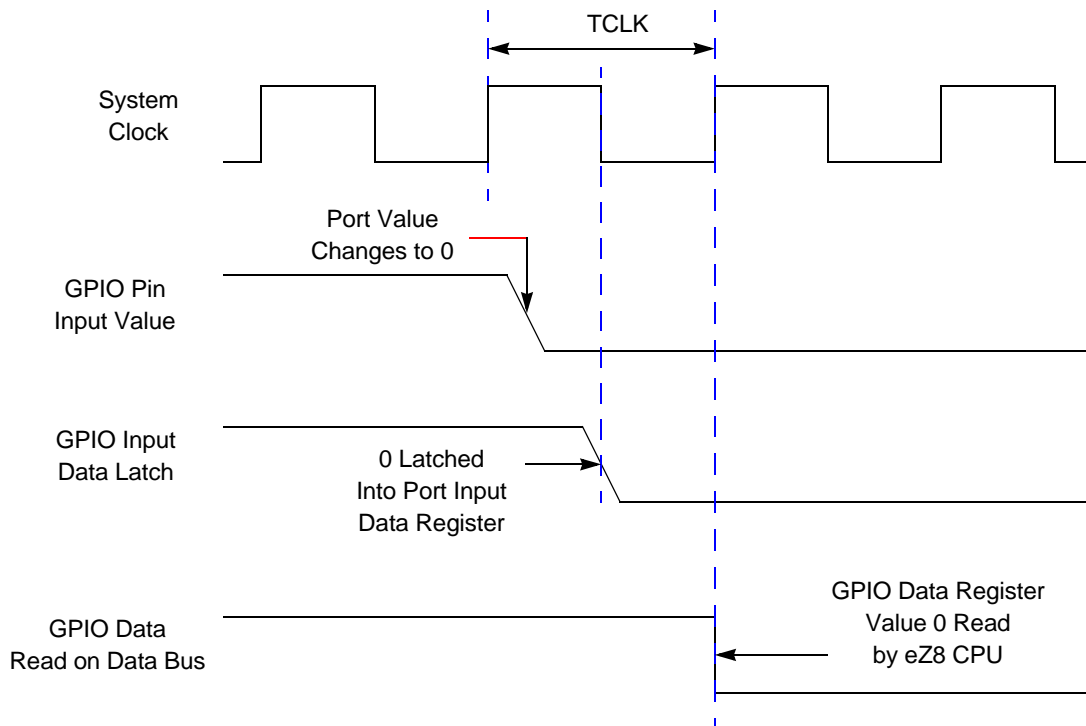 TCLK
System
Clock
Port Value
Changes to 0
GPIO Pin
Input Value
GPIO Input
Data Latch
0 Latched
Into Port Input
Data Register
GPIO Data
Read on Data Bus
GPIO Data Register
Value 0 Read
by eZ8 CPU